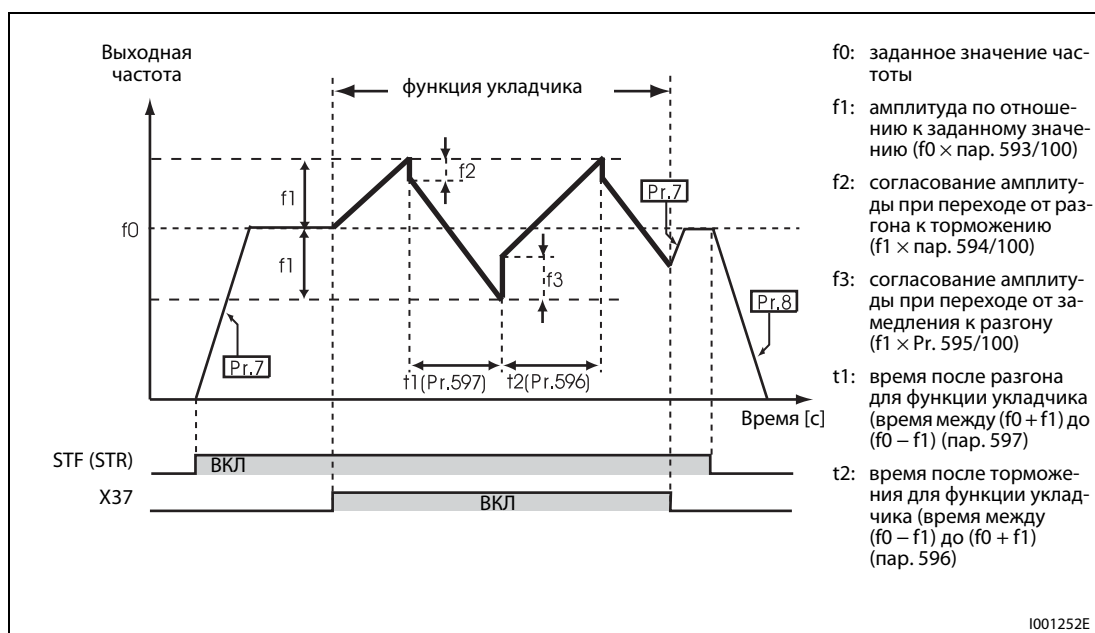 Выходная
частота
функция укладчика
f2
Pr.7
f1
f0
f1
f3
Pr.8
Pr.7
t1(Pr.597)
t2(Pr.596)
Время [с]
STF (STR)
ВКЛ
X37
ВКЛ
f0: заданное значение час-
тоты
f1: амплитуда по отноше-
нию к заданному значе-
нию (f0 × пар. 593/100)
f2: согласование амплиту-
ды при переходе от раз-
гона к торможению
(f1 × пар. 594/100)
f3: согласование амплиту-
ды при переходе от за-
медления к разгону
(f1 × Pr. 595/100)
t1: время после разгона
для функции укладчика
(время между (f0 + f1) до
(f0 − f1) (пар. 597)
t2: время после торможе-
ния для функции уклад-
чика (время между
(f0 − f1) до (f0 + f1)
(пар. 596)
I001252E